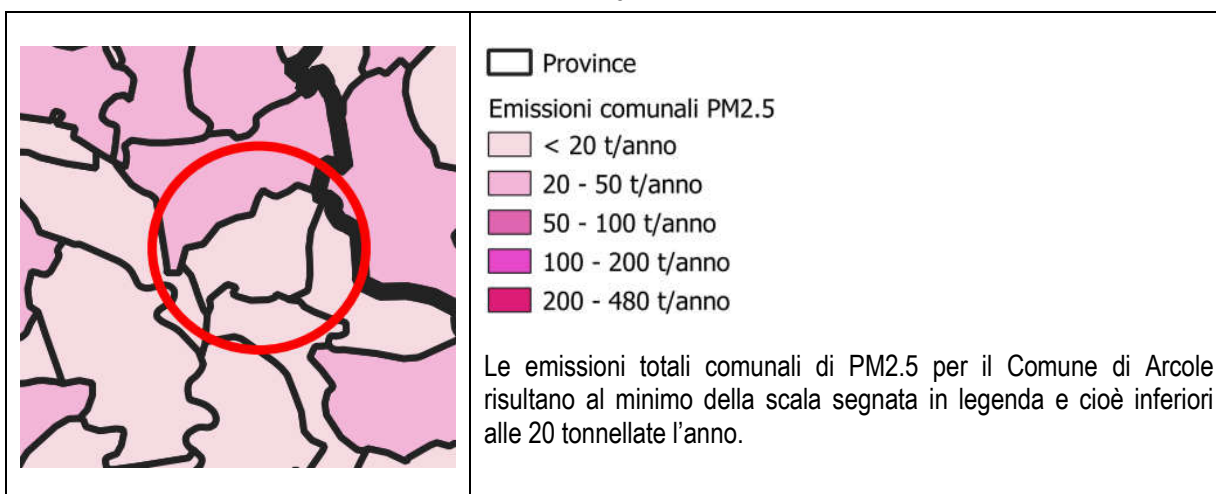 Province
Emissioni comunali PM2.5
< 20 t/anno
20 - 50 t/anno
50 - 100 t/anno
100 - 200 t/anno
200 - 480 t/anno
Le emissioni totali comunali di PM2.5 per il Comune di Arcole
risultano al minimo della scala segnata in legenda e cioè inferiori
alle 20 tonnellate l’anno.